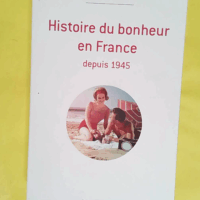 Histoire du bonheur
en France
depuis 1945